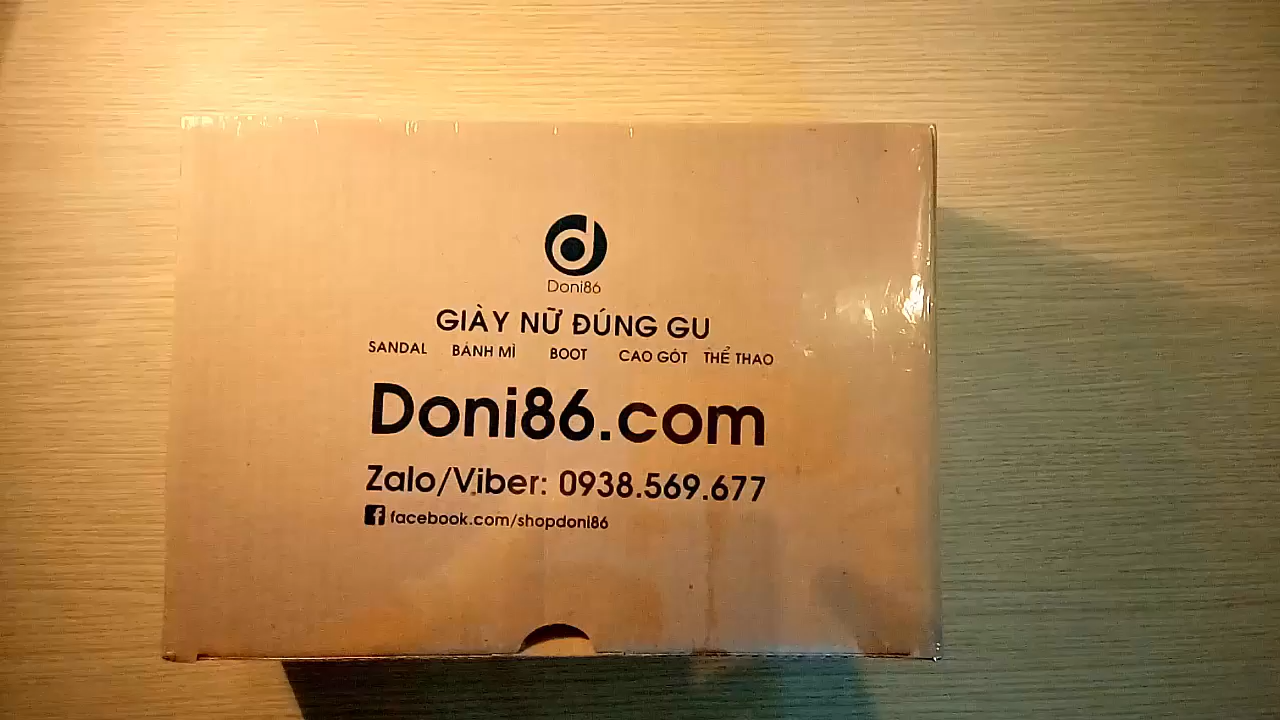 Doni86
GIÀY NỮ ĐÚNG GU
SANDAL BÁNH MÌ BOOT CAO GÓT THỂ THAO
Doni86.com
Zalo/Viber: 0938.569.677
facebook.com/shopdoni86